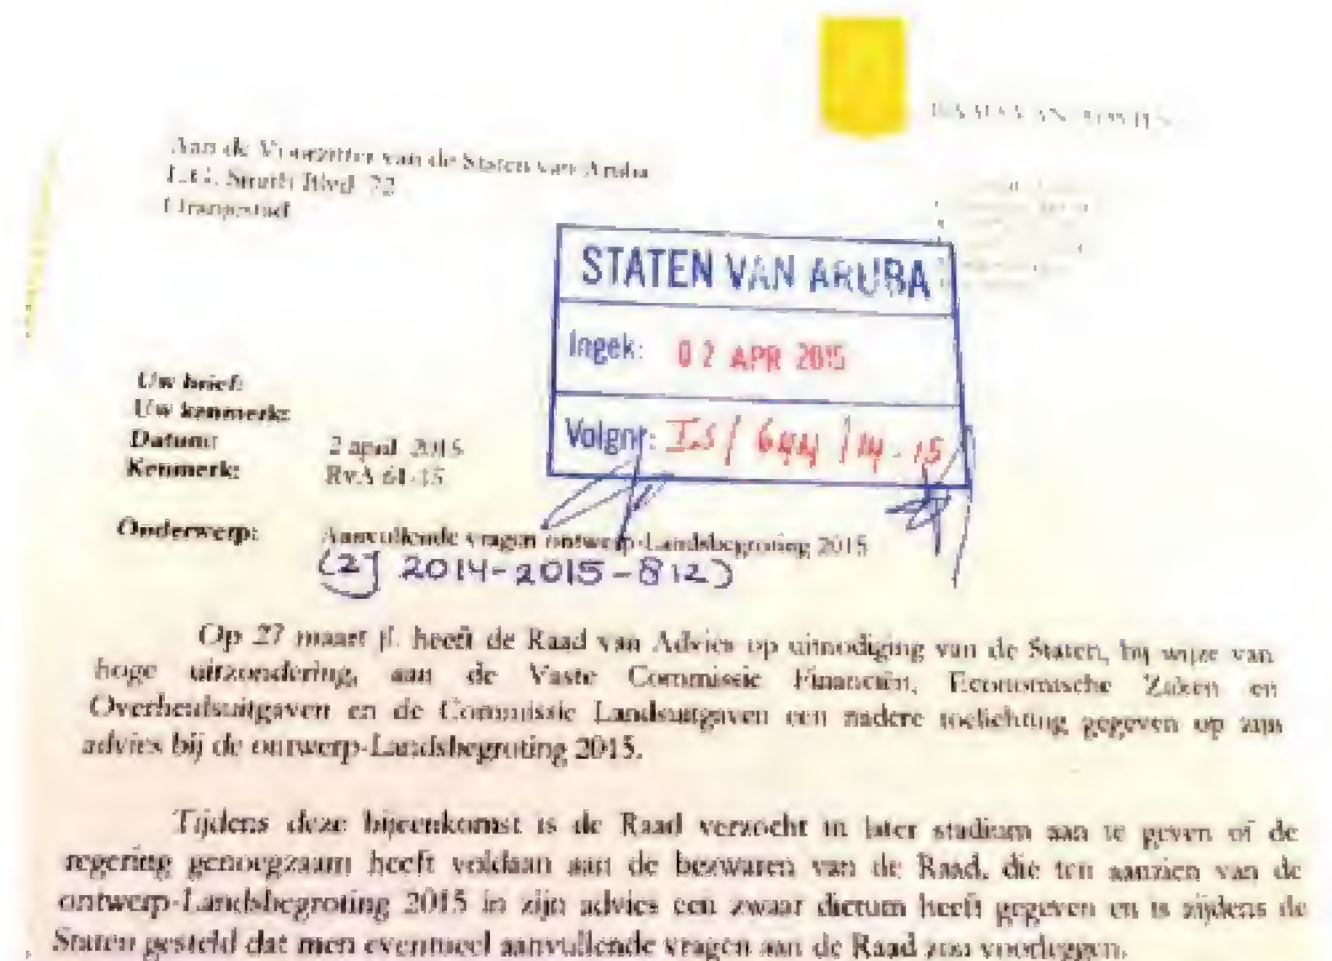 Aan de Voorzitter van de Staten van Aruba
L.G. Smith Blvd. 72
Oranjestad
STATEN VAN ARUBA
Ingek: 02 APR 2015
Volgnr: IS/ 644 / 14-15
Uw brief:
Uw kenmerk:
Datum: 2 april 2015
Kenmerk: RvA 61-15
Onderwerp: Aanvullende vragen ontwerp-Landsbegroting 2015
(2] 2014-2015-812)
Op 27 maart jl. heeft de Raad van Advies op uitnodiging van de Staten, bij wijze van
hoge uitzondering, aan de Vaste Commissie Financiën, Economische Zaken en
Overheidsuitgaven en de Commissie Landsuitgaven een nadere toelichting gegeven op zijn
advies bij de ontwerp-Landsbegroting 2015.
Tijdens deze bijeenkomst is de Raad verzocht in later stadium aan te geven of de
regering genoegzaam heeft voldaan aan de bezwaren van de Raad, die ten aanzien van de
ontwerp-Landsbegroting 2015 in zijn advies een zwaar dictum heeft gegeven en is zijdens de
Staten gesteld dat men eventueel aanvullende vragen aan de Raad zou voorleggen.